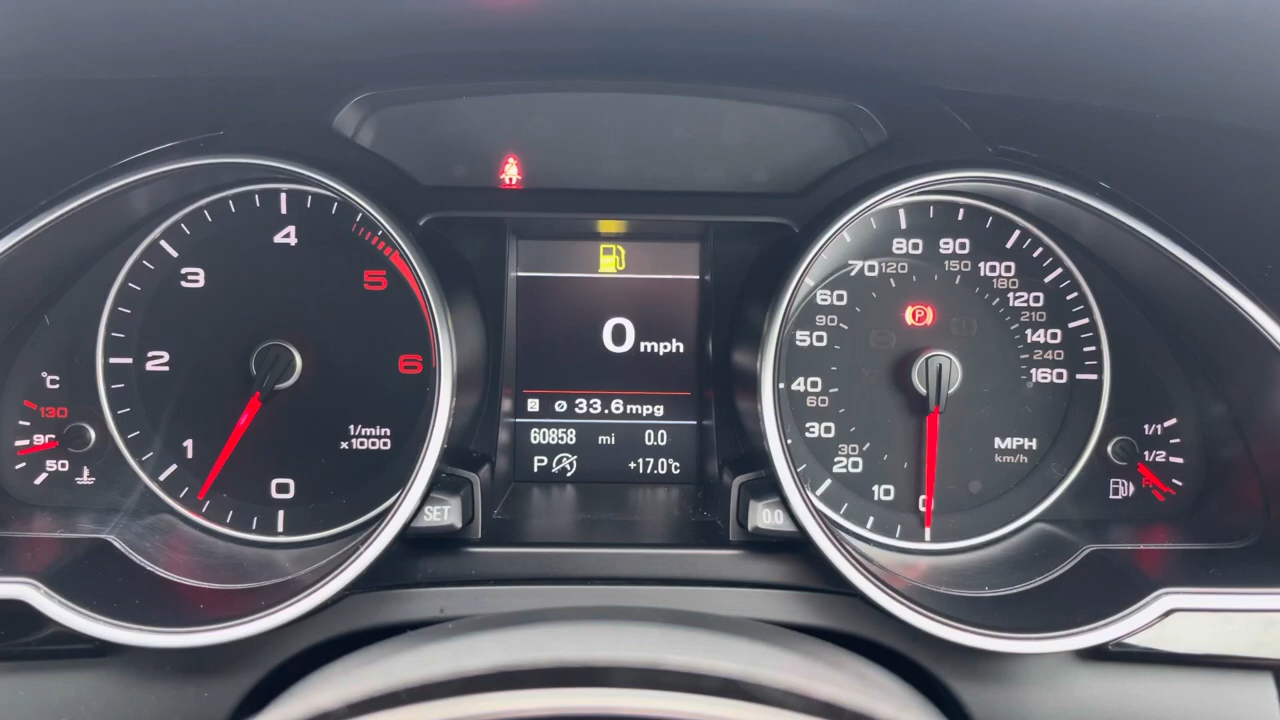 4
3
5
2
6
1
0
1/min
x1000
°C
130
90
50
0 mph
2 ø 33.6mpg
60858 mi 0.0
P A +17.0°c
SET
0.0
80 90
70 120 150 100
180
60 120
90 210
50 140
240
40 160
60
30
30
20
10
0
P
MPH
km/h
1/1
1/2
R